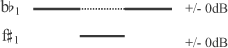 b♭₁ +/- 0dB
f♯₁ +/- 0dB